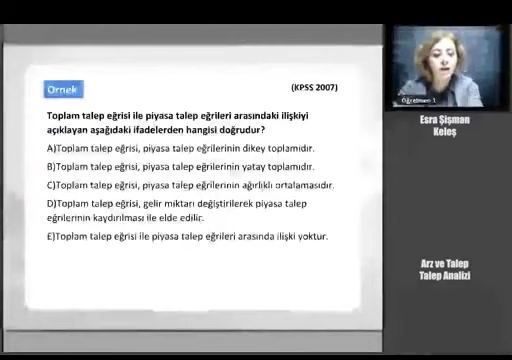 Örnek
(KPSS 2007)
Toplam talep eğrisi ile piyasa talep eğrileri arasındaki ilişkiyi
açıklayan aşağıdaki ifadelerden hangisi doğrudur?
A)Toplam talep eğrisi, piyasa talep eğrilerinin dikey toplamıdır.
B)Toplam talep eğrisi, piyasa talep eğrilerinin yatay toplamıdır.
C)Toplam talep eğrisi, piyasa talep eğrilerinin ağırlıklı ortalamasıdır.
D)Toplam talep eğrisi, gelir miktarı değiştirilerek piyasa talep
eğrilerinin kaydırılması ile elde edilir.
E)Toplam talep eğrisi ile piyasa talep eğrileri arasında ilişki yoktur.
Öğretmen 1
Esra Şişman
Keleş
Arz ve Talep
Talep Analizi